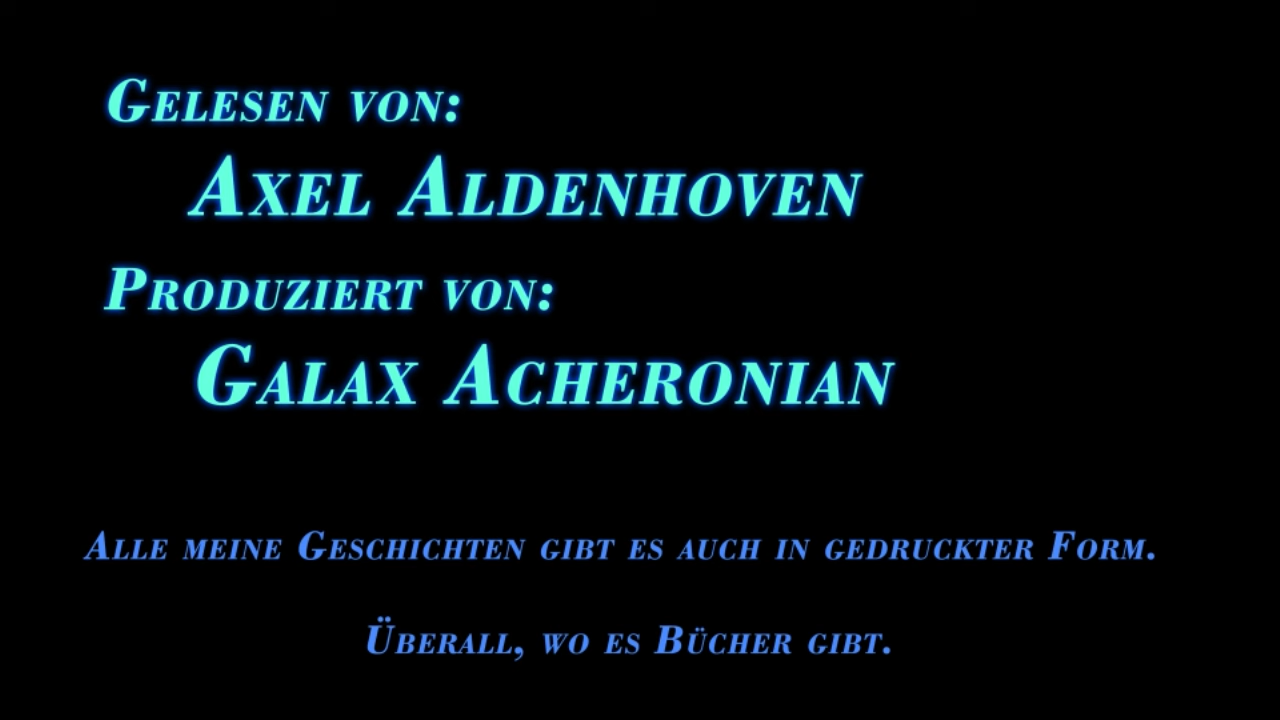 Gelesen von:
Axel Aldenhoven
Produziert von:
Galax Acheronian
Alle meine Geschichten gibt es auch in gedruckter Form.
Überall, wo es Bücher gibt.